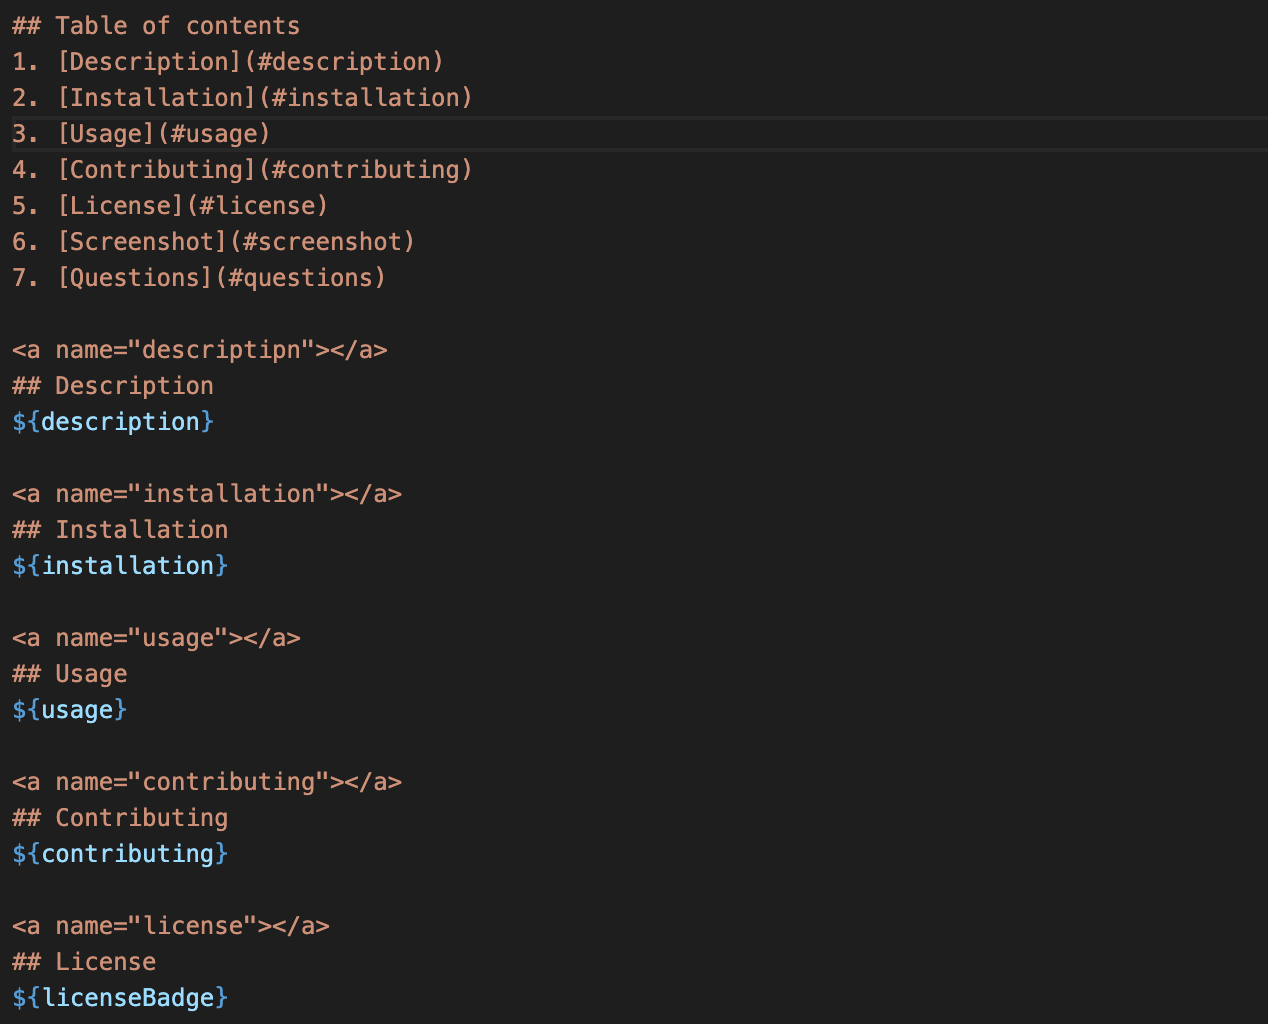 ## Table of contents
1. [Description](#description)
2. [Installation](#installation)
3. [Usage](#usage)
4. [Contributing](#contributing)
5. [License](#license)
6. [Screenshot](#screenshot)
7. [Questions](#questions)
<a name="descriptipn"></a>
## Description
${description}
<a name="installation"></a>
## Installation
${installation}
<a name="usage"></a>
## Usage
${usage}
<a name="contributing"></a>
## Contributing
${contributing}
<a name="license"></a>
## License
${licenseBadge}